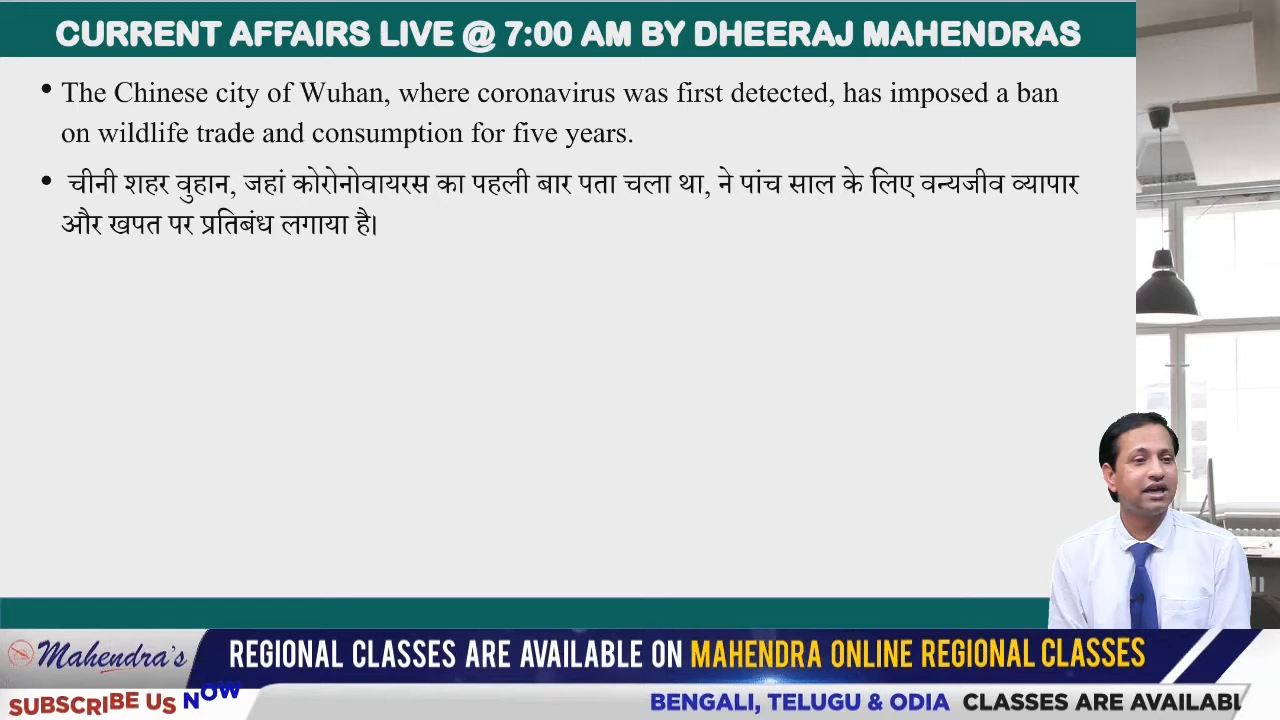 CURRENT AFFAIRS LIVE @ 7:00 AM BY DHEERAJ MAHENDRAS
• The Chinese city of Wuhan, where coronavirus was first detected, has imposed a ban
on wildlife trade and consumption for five years.
• चीनी शहर वुहान, जहां कोरोनोवायरस का पहली बार पता चला था, ने पांच साल के लिए वन्यजीव व्यापार
और खपत पर प्रतिबंध लगाया है।
Mahendra's
REGIONAL CLASSES ARE AVAILABLE ON MAHENDRA ONLINE REGIONAL CLASSES
SUBSCRIBE US NOW
BENGALI, TELUGU & ODIA CLASSES ARE AVAILABL